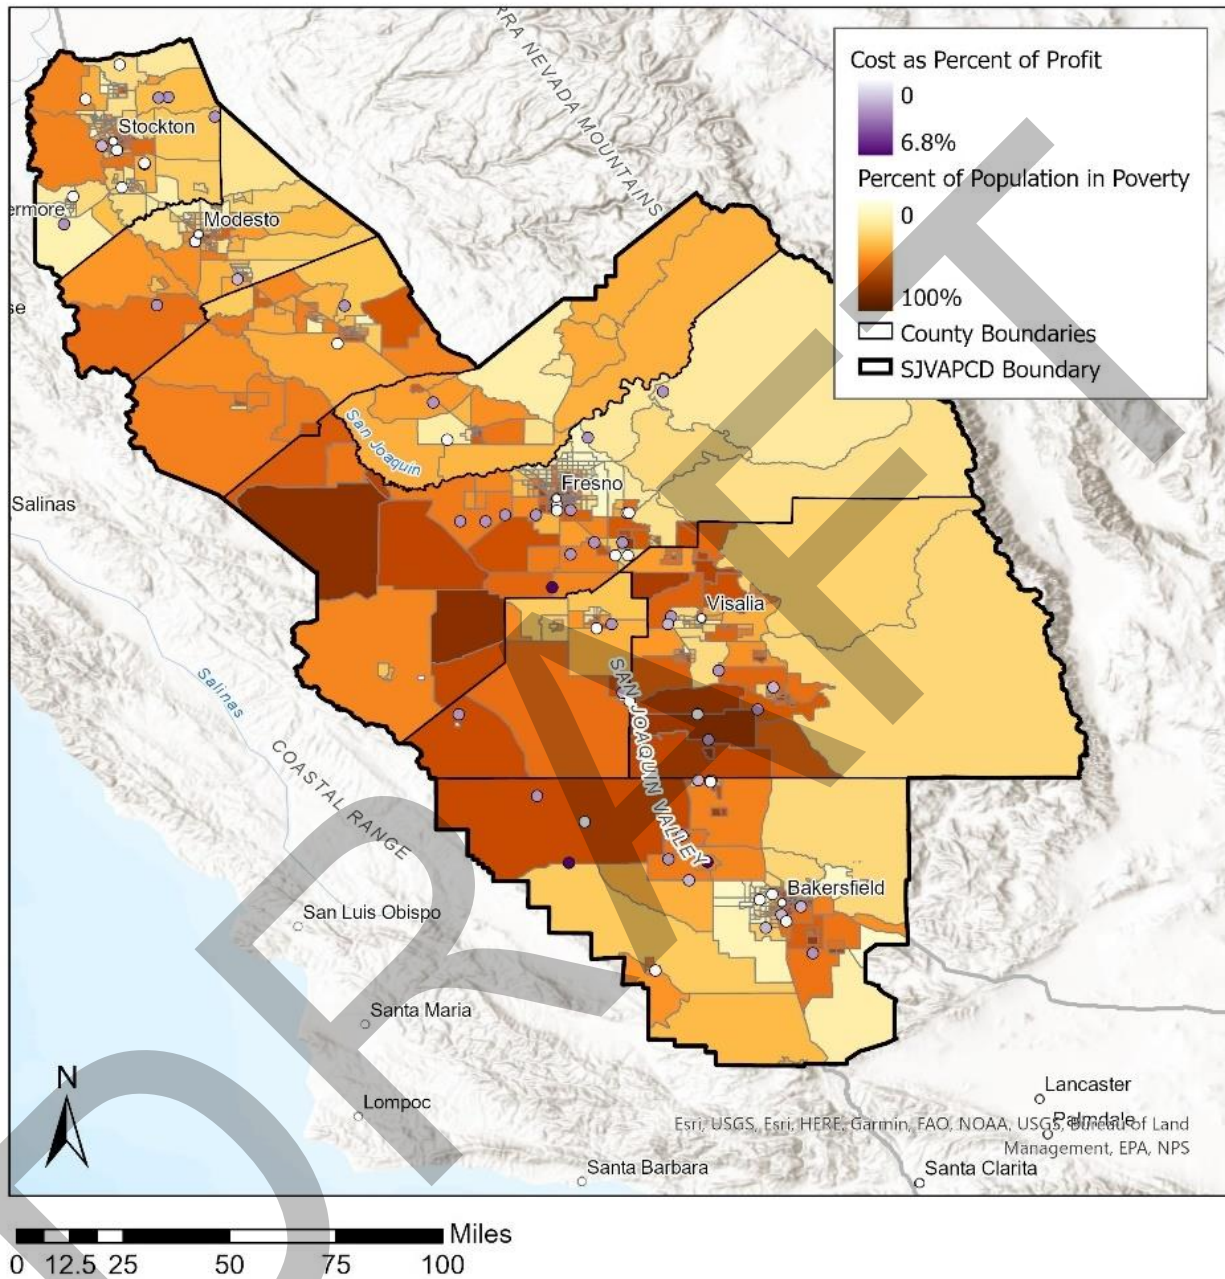 RRA NEVADA MOUNTAINS
Cost as Percent of Profit
0
6.8%
Percent of Population in Poverty
0
100%
County Boundaries
SJVAPCD Boundary
Stockton
ermore
Modesto
se
San Joaquin
Fresno
Salinas
Visalia
Salinas
SAN JOAQUIN VALLEY
COASTAL RANGE
Bakersfield
San Luis Obispo
Santa Maria
N
Lompoc
Lancaster
Palmdale
Esri, USGS, Esri, HERE, Garmin, FAO, NOAA, USGS, Bureau of Land
Management, EPA, NPS
Santa Barbara
Santa Clarita
Miles
0 12.5 25 50 75 100
DRAFT